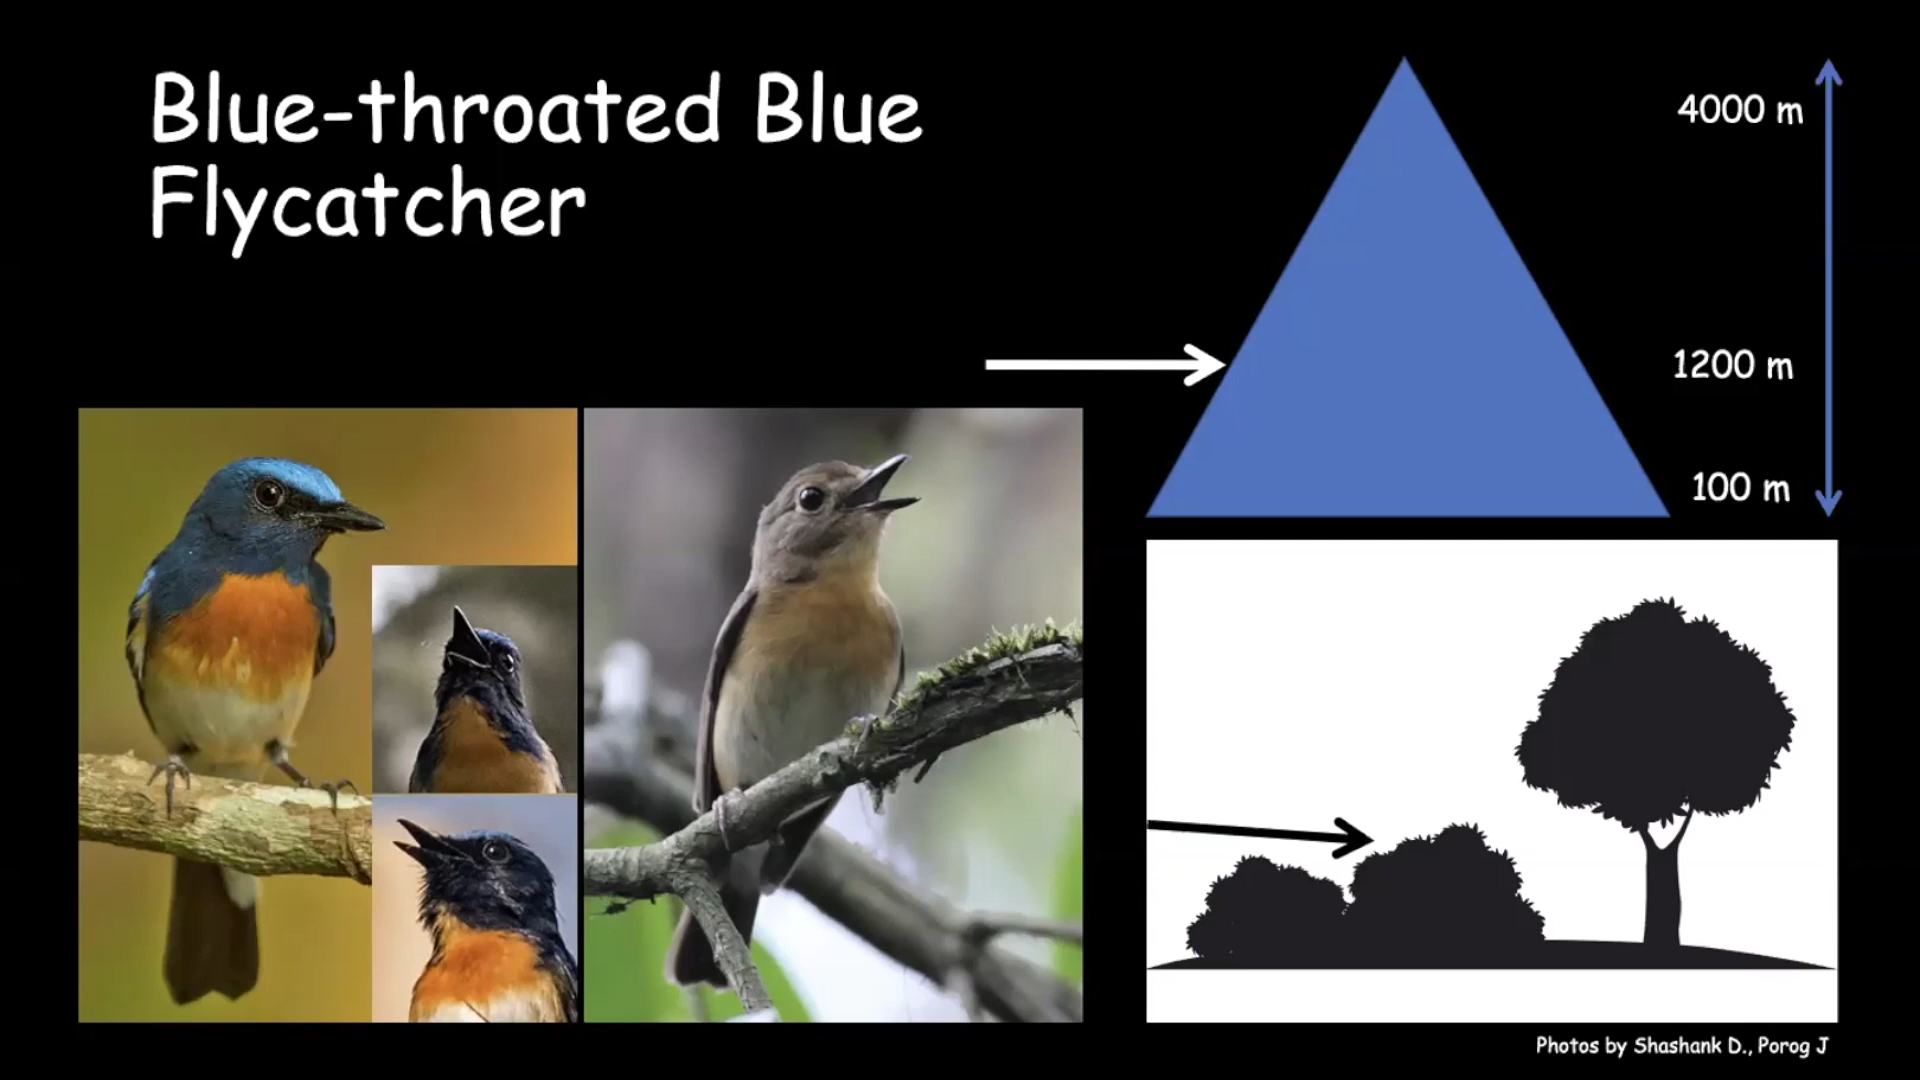 Blue-throated Blue
Flycatcher
4000 m
1200 m
100 m
Photos by Shashank D., Porog J